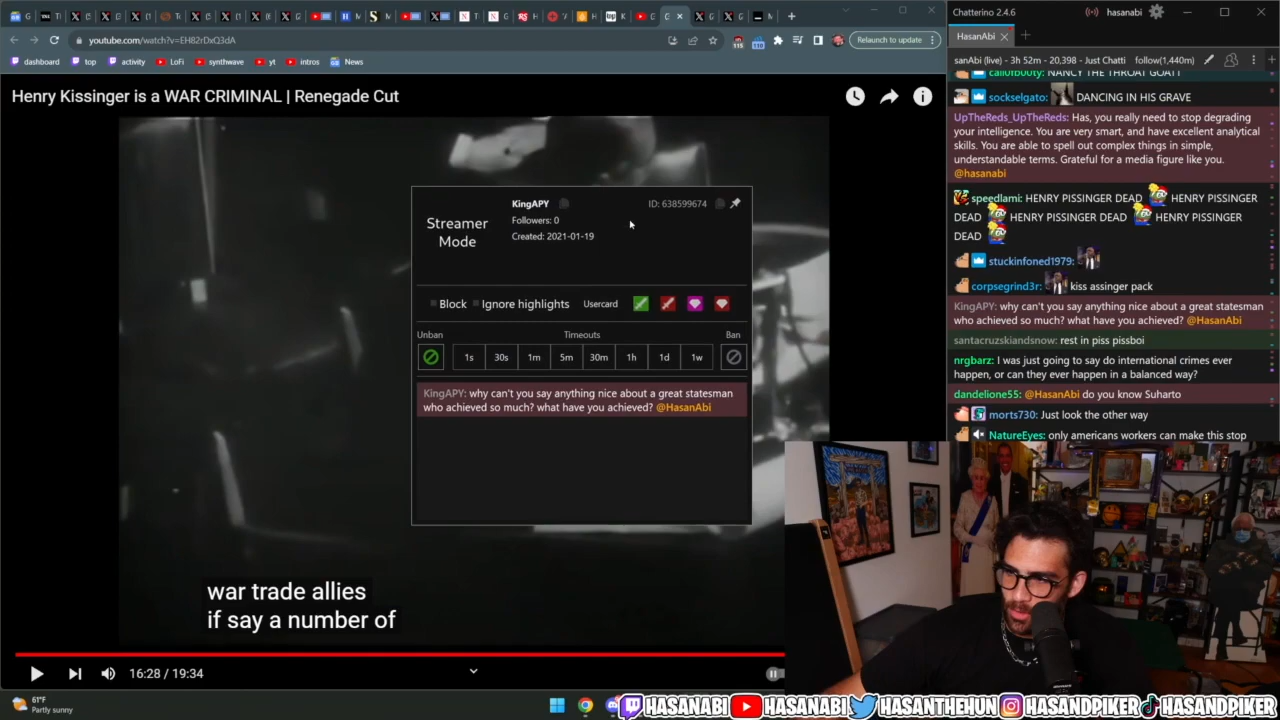 Relaunch to update
Chatterino 2.4.6
hasanabi
youtube.com/watch?v=EH82rDxQ3dA
HasanAbi
dashboard
top
activity
LoFi
synthwave
yt
intros
News
sanAbi (live) - 3h 52m - 20,398 - Just Chatti
follow(1,440m)
Henry Kissinger is a WAR CRIMINAL | Renegade Cut
call0fb0uty: NANCY THE THROAT GOAT
sockselgato: DANCING IN HIS GRAVE
UpTheReds_UpTheReds: Has, you really need to stop degrading
your intelligence. You are very smart, and have excellent analytical
skills. You are able to spell out complex things in simple,
understandable terms. Grateful for a media figure like you.
@hasanabi
speedlami: HENRY PISSINGER DEAD HENRY PISSINGER
DEAD HENRY PISSINGER DEAD HENRY PISSINGER
DEAD
stuckinfoned1979:
corpsegrind3r: kiss assinger pack
KingAPY: why can't you say anything nice about a great statesman
who achieved so much? what have you achieved? @HasanAbi
santacruzskiandsnow: rest in piss pissboi
nrgbarz: I was just going to say do international crimes ever
happen, or can they ever happen in a balanced way?
dandelione55: @HasanAbi do you know Suharto
morts730: Just look the other way
NatureEyes: only americans workers can make this stop
Streamer
Mode
KingAPY
ID: 638599674
Followers: 0
Created: 2021-01-19
Block
Ignore highlights
Usercard
Unban
Timeouts
Ban
1s
30s
1m
5m
30m
1h
1d
1w
KingAPY: why can't you say anything nice about a great statesman
who achieved so much? what have you achieved? @HasanAbi
war trade allies
if say a number of
16:28 / 19:34
61°F
Partly sunny
HASANABI
HASANABI
HASANTHEHUN
HASANDPIKER
HASANDPIKER